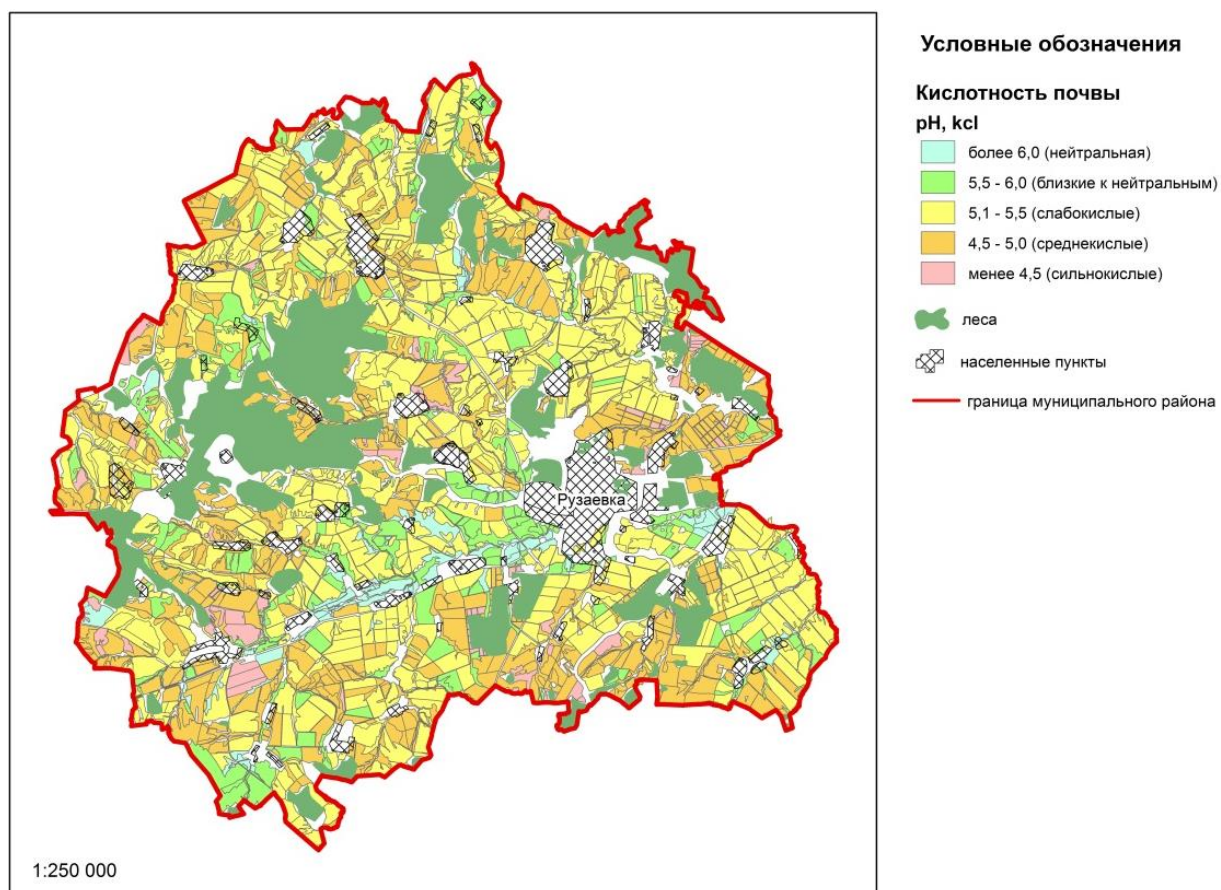 Условные обозначения
Кислотность почвы
pH, kcl
более 6,0 (нейтральная)
5,5 - 6,0 (близкие к нейтральным)
5,1 - 5,5 (слабокислые)
4,5 - 5,0 (среднекислые)
менее 4,5 (сильнокислые)
леса
населенные пункты
граница муниципального района
Рузаевка
1:250 000